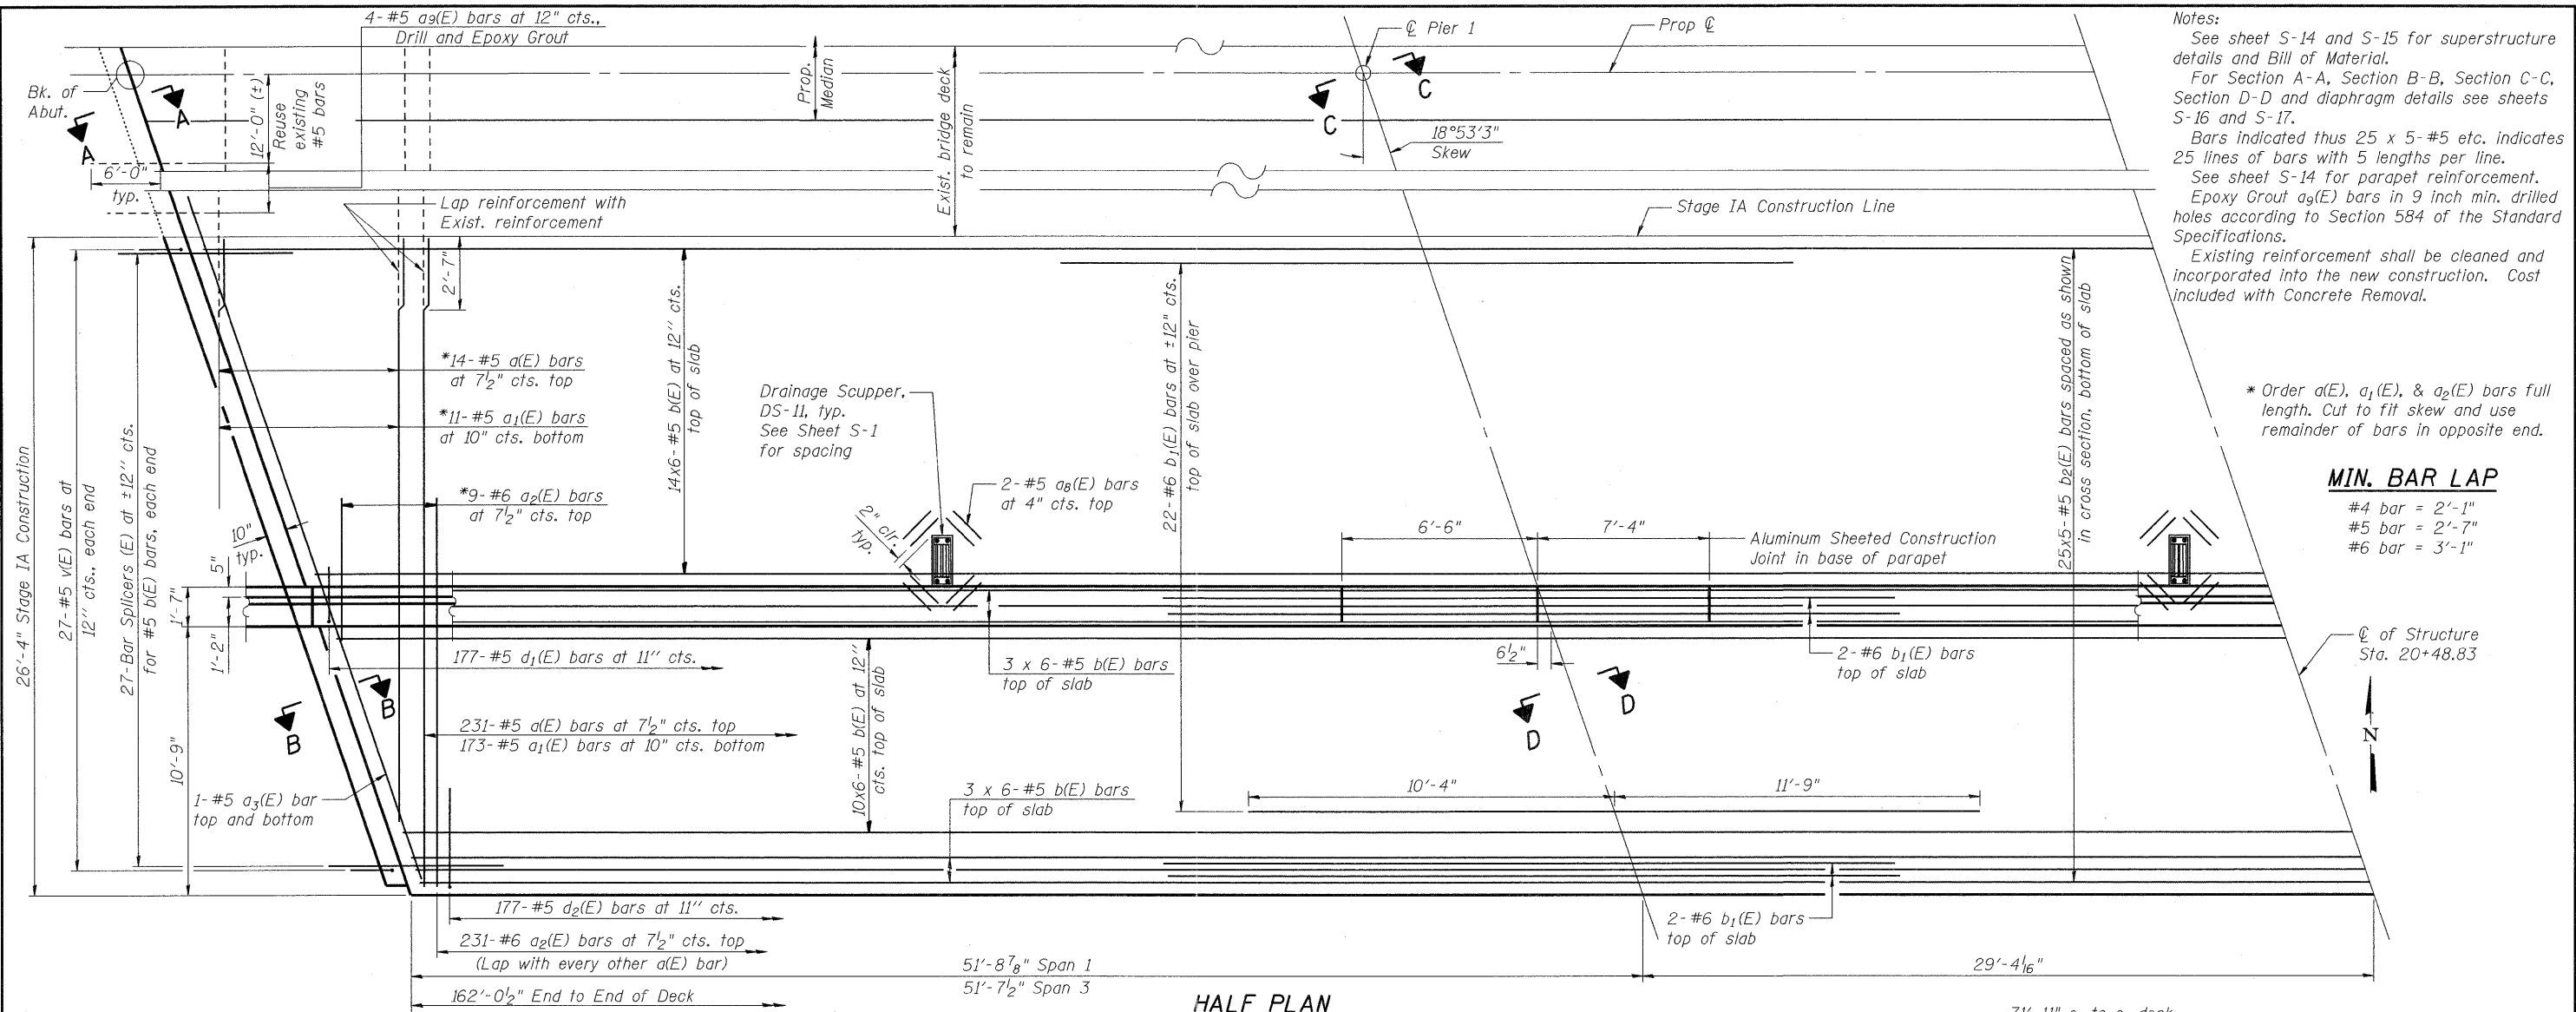 4-#5 a9(E) bars at 12" cts.,
Drill and Epoxy Grout
Bk. of
Abut.
A
A
12'-0" (±)
Reuse
existing
#5 bars
6'-0"
typ.
Prop.
Median
Exist. bridge deck
to remain
℄ Pier 1
Prop ℄
C
C
18°53'3"
Skew
Lap reinforcement with
Exist. reinforcement
2'-7"
Stage IA Construction Line
Notes:
See sheet S-14 and S-15 for superstructure
details and Bill of Material.
For Section A-A, Section B-B, Section C-C,
Section D-D and diaphragm details see sheets
S-16 and S-17.
Bars indicated thus 25 x 5-#5 etc. indicates
25 lines of bars with 5 lengths per line.
See sheet S-14 for parapet reinforcement.
Epoxy Grout a9(E) bars in 9 inch min. drilled
holes according to Section 584 of the Standard
Specifications.
Existing reinforcement shall be cleaned and
incorporated into the new construction. Cost
included with Concrete Removal.
* Order a(E), a1(E), & a2(E) bars full
length. Cut to fit skew and use
remainder of bars in opposite end.
MIN. BAR LAP
#4 bar = 2'-1"
#5 bar = 2'-7"
#6 bar = 3'-1"
26'-4" Stage IA Construction
27-#5 v(E) bars at
12" cts., each end
27-Bar Splicers (E) at ±12" cts.
for #5 b(E) bars, each end
*14-#5 a(E) bars
at 7½" cts. top
*11-#5 a1(E) bars
at 10" cts. bottom
*9-#6 a2(E) bars
at 7½" cts. top
14x6-#5 b(E) at 12" cts.
top of slab
Drainage Scupper,
DS-11, typ.
See Sheet S-1
for spacing
2-#5 a8(E) bars
at 4" cts. top
2" clr.
typ.
22-#6 b1(E) bars at ±12" cts.
top of slab over pier
25x5-#5 b2(E) bars spaced as shown
in cross section, bottom of slab
10"
typ.
5"
1'-7"
1'-2"
10'-9"
6'-6"
7'-4"
Aluminum Sheeted Construction
Joint in base of parapet
177-#5 d1(E) bars at 11" cts.
3 x 6-#5 b(E) bars
top of slab
6½"
2-#6 b1(E) bars
top of slab
℄ of Structure
Sta. 20+48.83
N
B
B
D
D
231-#5 a(E) bars at 7½" cts. top
173-#5 a1(E) bars at 10" cts. bottom
10x6-#5 b(E) at 12"
cts. top of slab
1-#5 a3(E) bar
top and bottom
3 x 6-#5 b(E) bars
top of slab
10'-4"
11'-9"
177-#5 d2(E) bars at 11" cts.
231-#6 a2(E) bars at 7½" cts. top
(Lap with every other a(E) bar)
2-#6 b1(E) bars
top of slab
51'-8⅞" Span 1
51'-7½" Span 3
29'-4 1/16"
162'-0½" End to End of Deck
HALF PLAN
71'-11" o. to o. deck